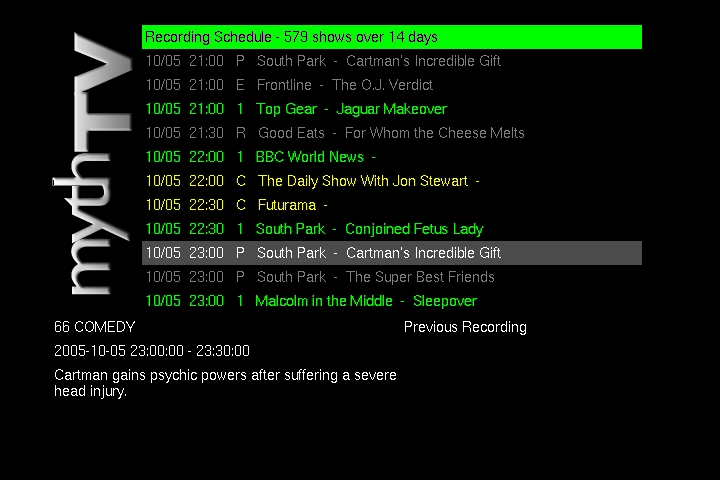 mythTV
Recording Schedule - 579 shows over 14 days
10/05 21:00 P South Park - Cartman's Incredible Gift
10/05 21:00 E Frontline - The O.J. Verdict
10/05 21:00 1 Top Gear - Jaguar Makeover
10/05 21:30 R Good Eats - For Whom the Cheese Melts
10/05 22:00 1 BBC World News -
10/05 22:00 C The Daily Show With Jon Stewart -
10/05 22:30 C Futurama -
10/05 22:30 1 South Park - Conjoined Fetus Lady
10/05 23:00 P South Park - Cartman's Incredible Gift
10/05 23:00 P South Park - The Super Best Friends
10/05 23:00 1 Malcolm in the Middle - Sleepover
66 COMEDY Previous Recording
2005-10-05 23:00:00 - 23:30:00
Cartman gains psychic powers after suffering a severe
head injury.